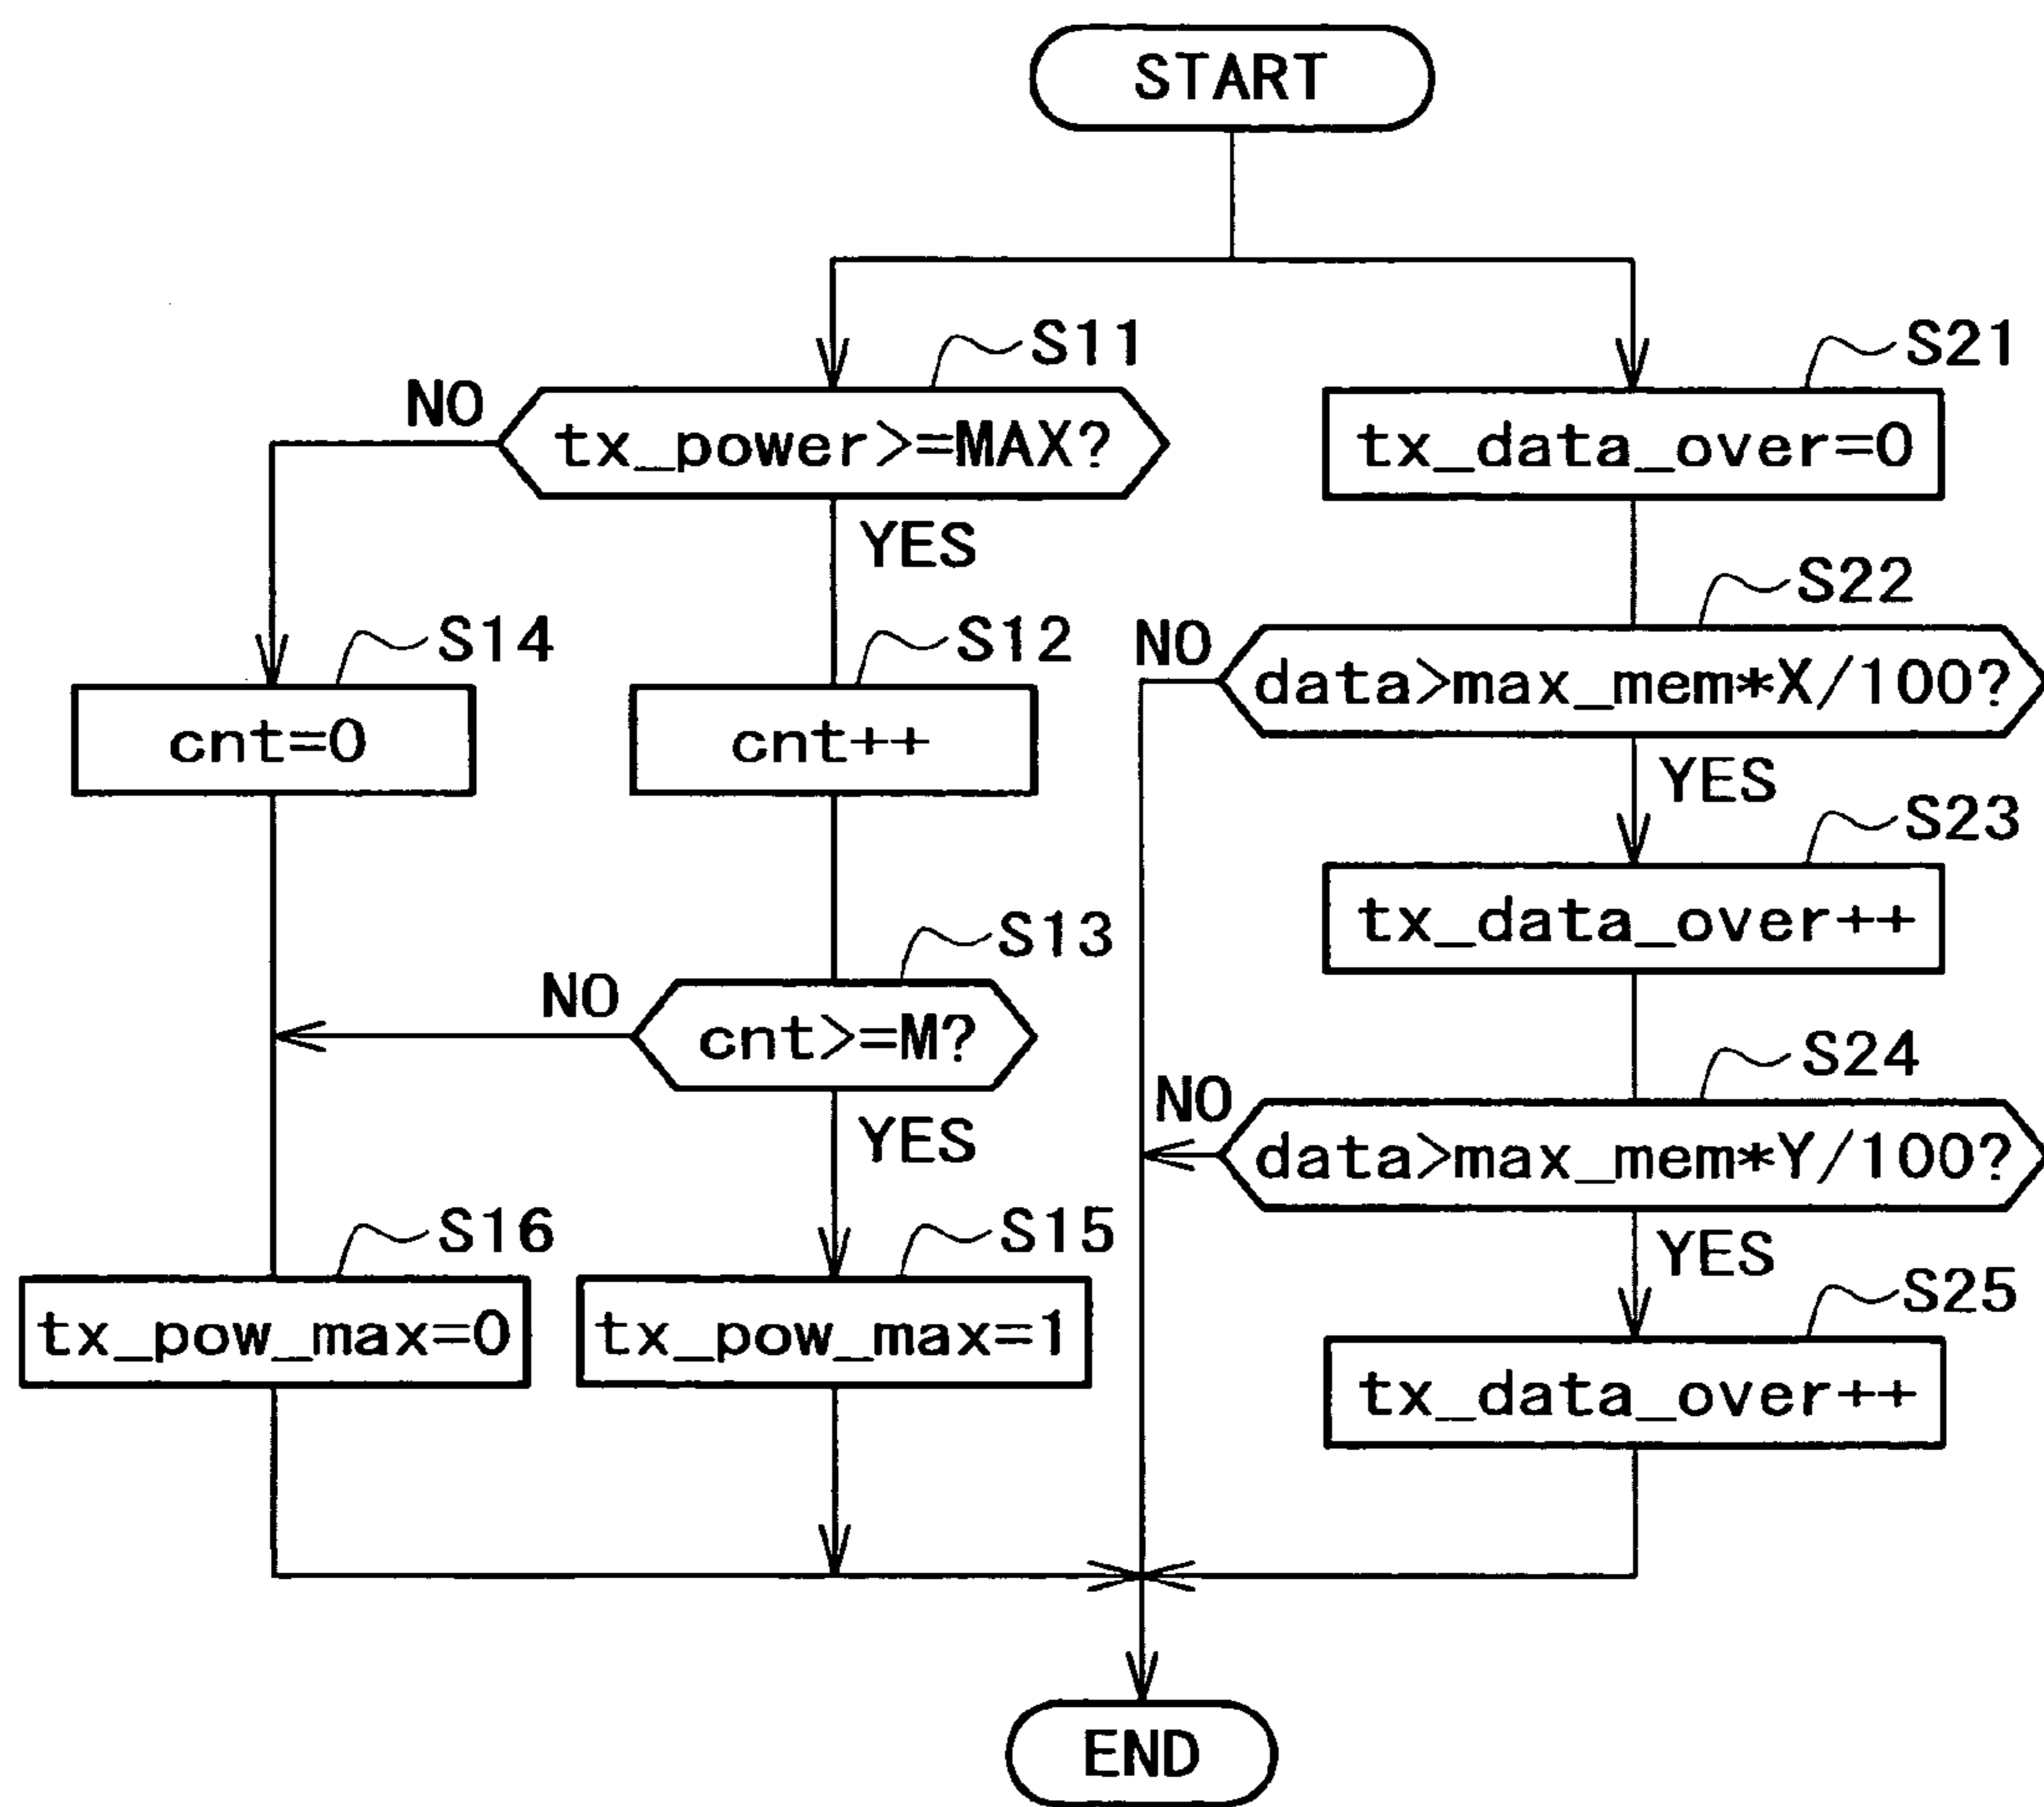 START
S11
S21
NO
tx_power>=MAX?
tx_data_over=0
YES
S22
S14
S12
NO
data>max_mem*X/100?
cnt=0
cnt++
YES
S23
tx_data_over++
S13
NO
cnt>=M?
S24
NO
YES
data>max_mem*Y/100?
S16
S15
YES
S25
tx_pow_max=0
tx_pow_max=1
tx_data_over++
END